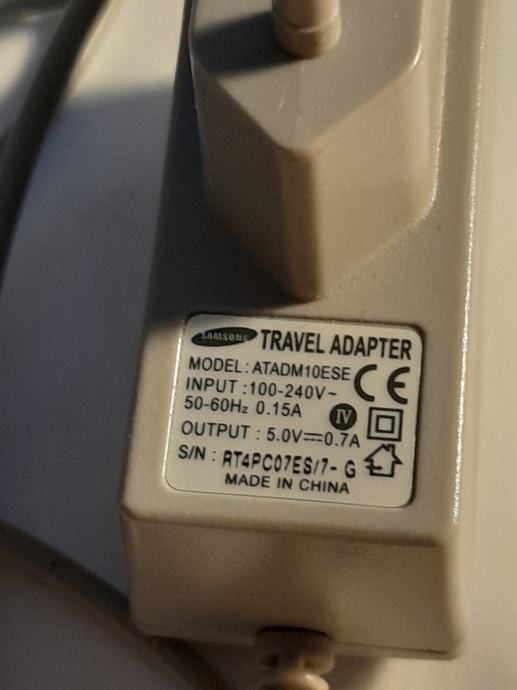 SAMSUNG TRAVEL ADAPTER
MODEL: ATADM10ESE
INPUT :100-240V~
50-60Hz 0.15A
IV
OUTPUT : 5.0V⎓0.7A
S/N : RT4PC07ES/7- G
MADE IN CHINA
CE